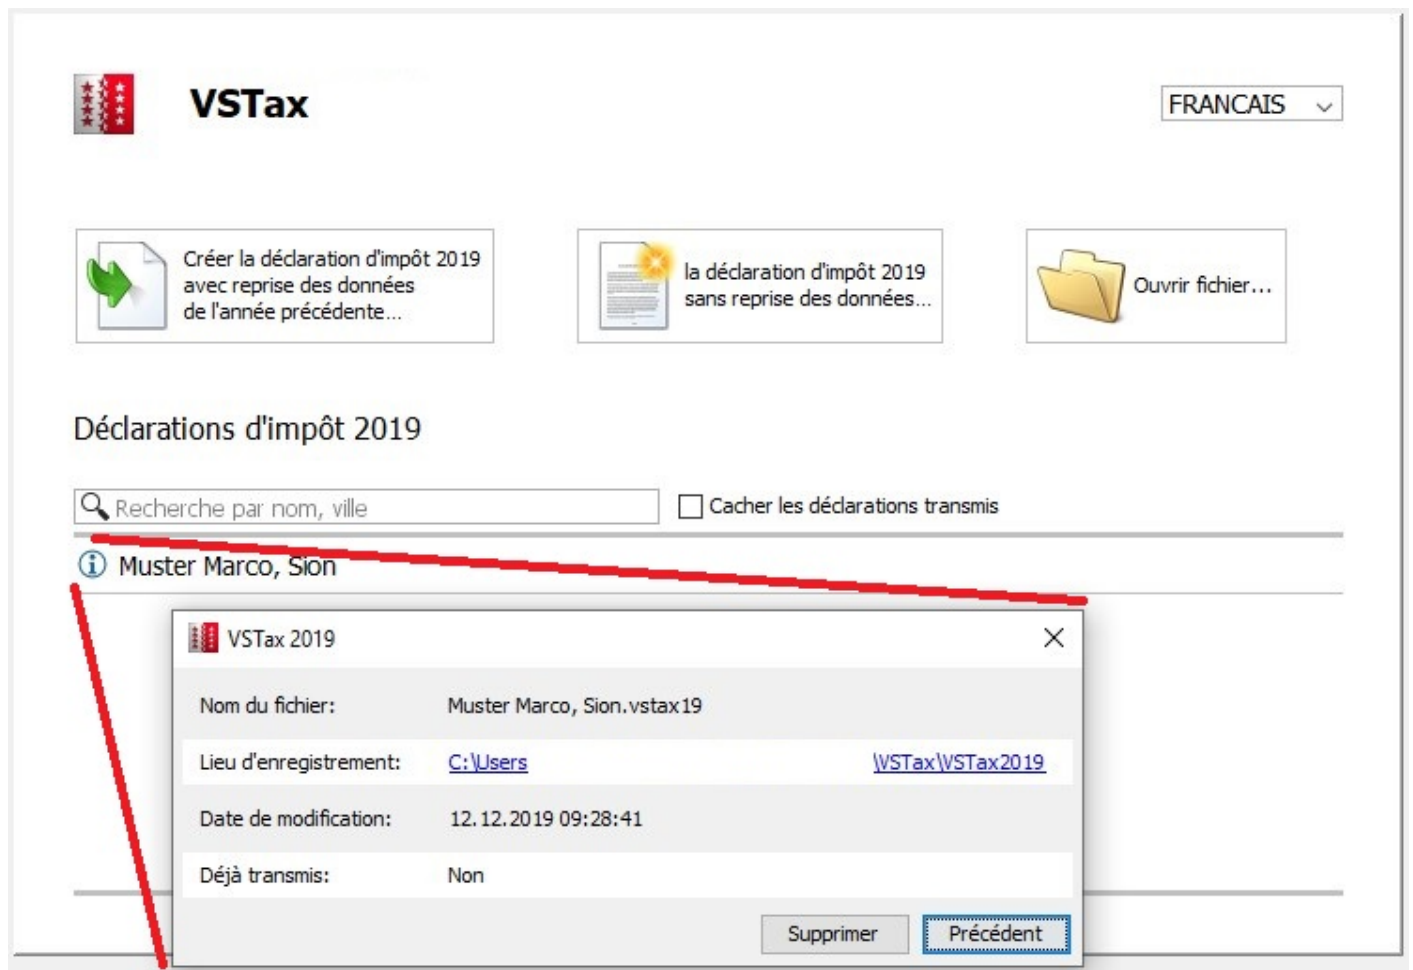 VSTax
FRANCAIS
Créer la déclaration d'impôt 2019
avec reprise des données
de l'année précédente...
la déclaration d'impôt 2019
sans reprise des données...
Ouvrir fichier...
Déclarations d'impôt 2019
Recherche par nom, ville
Cacher les déclarations transmis
Muster Marco, Sion
VSTax 2019
Nom du fichier: Muster Marco, Sion.vstax19
Lieu d'enregistrement: C:\Users \VSTax\VSTax2019
Date de modification: 12.12.2019 09:28:41
Déjà transmis: Non
Supprimer Précédent